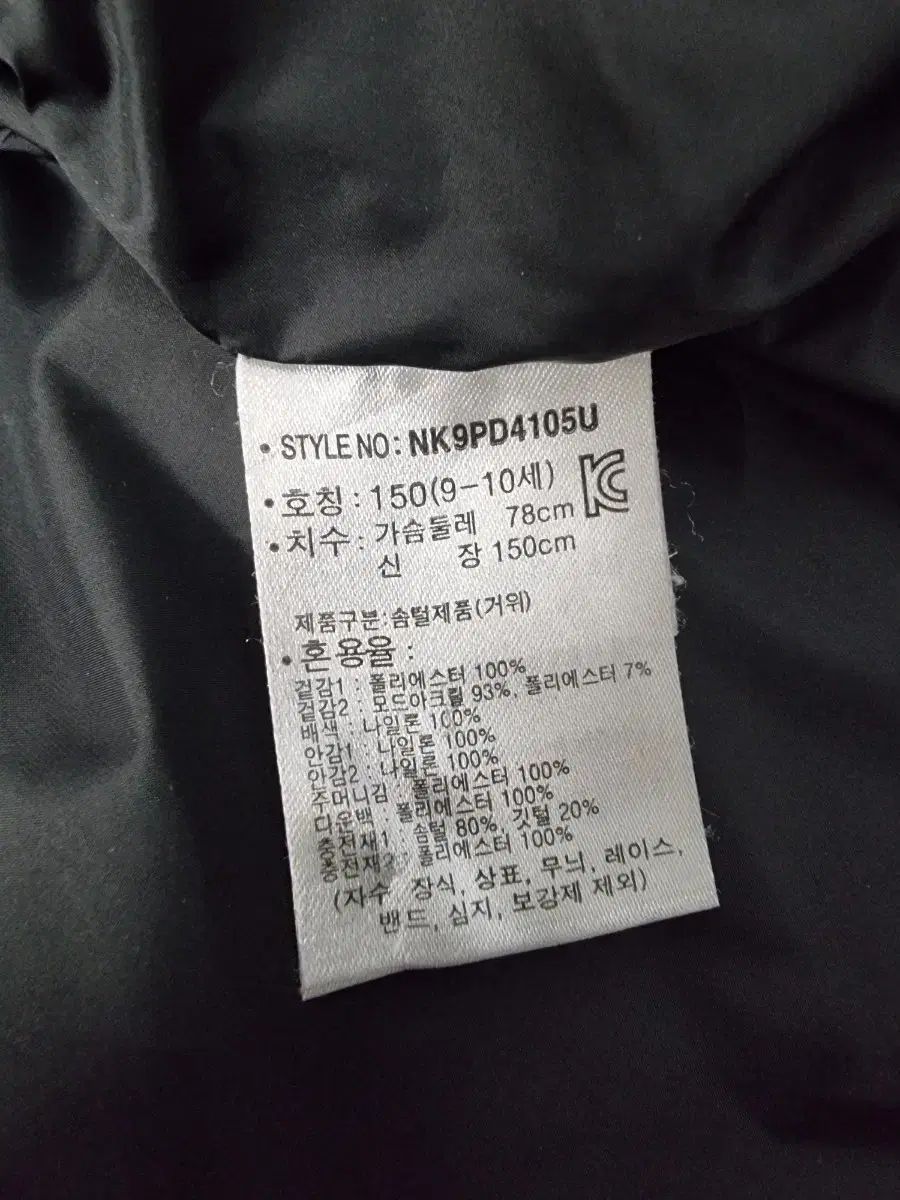 • STYLE NO: NK9PD4105U
• 호칭 : 150(9-10세)
• 치수 : 가슴둘레 78cm
신 장 150cm
제품구분:솜털제품(거위)
• 혼용율 :
겉감1 : 폴리에스터 100%
겉감2 : 모드아크릴 93%, 폴리에스터 7%
배색 : 나일론 100%
안감1 : 나일론 100%
안감2 : 나일론 100%
주머니감 : 폴리에스터 100%
다운백 : 폴리에스터 100%
충전재1 : 솜털 80%, 깃털 20%
충전재2 : 폴리에스터 100%
(자수, 장식, 상표, 무늬, 레이스,
밴드, 심지, 보강제 제외)